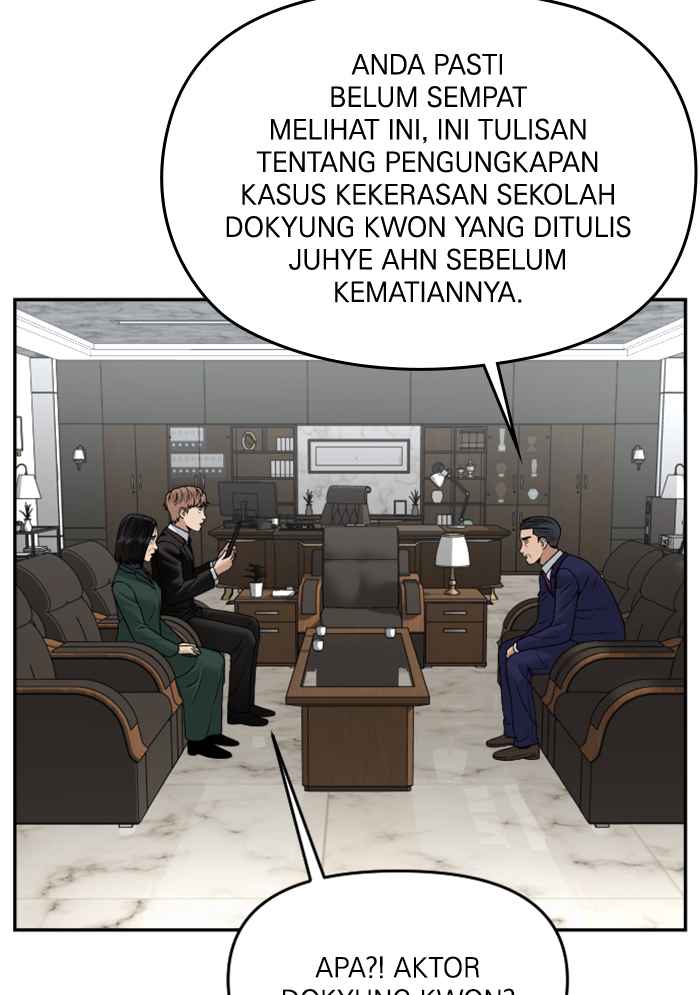 ANDA PASTI
BELUM SEMPAT
MELIHAT INI, INI TULISAN
TENTANG PENGUNGKAPAN
KASUS KEKERASAN SEKOLAH
DOKYUNG KWON YANG DITULIS
JUHYE AHN SEBELUM
KEMATIANNYA.
APA?! AKTOR
DOKYUNG KWON?